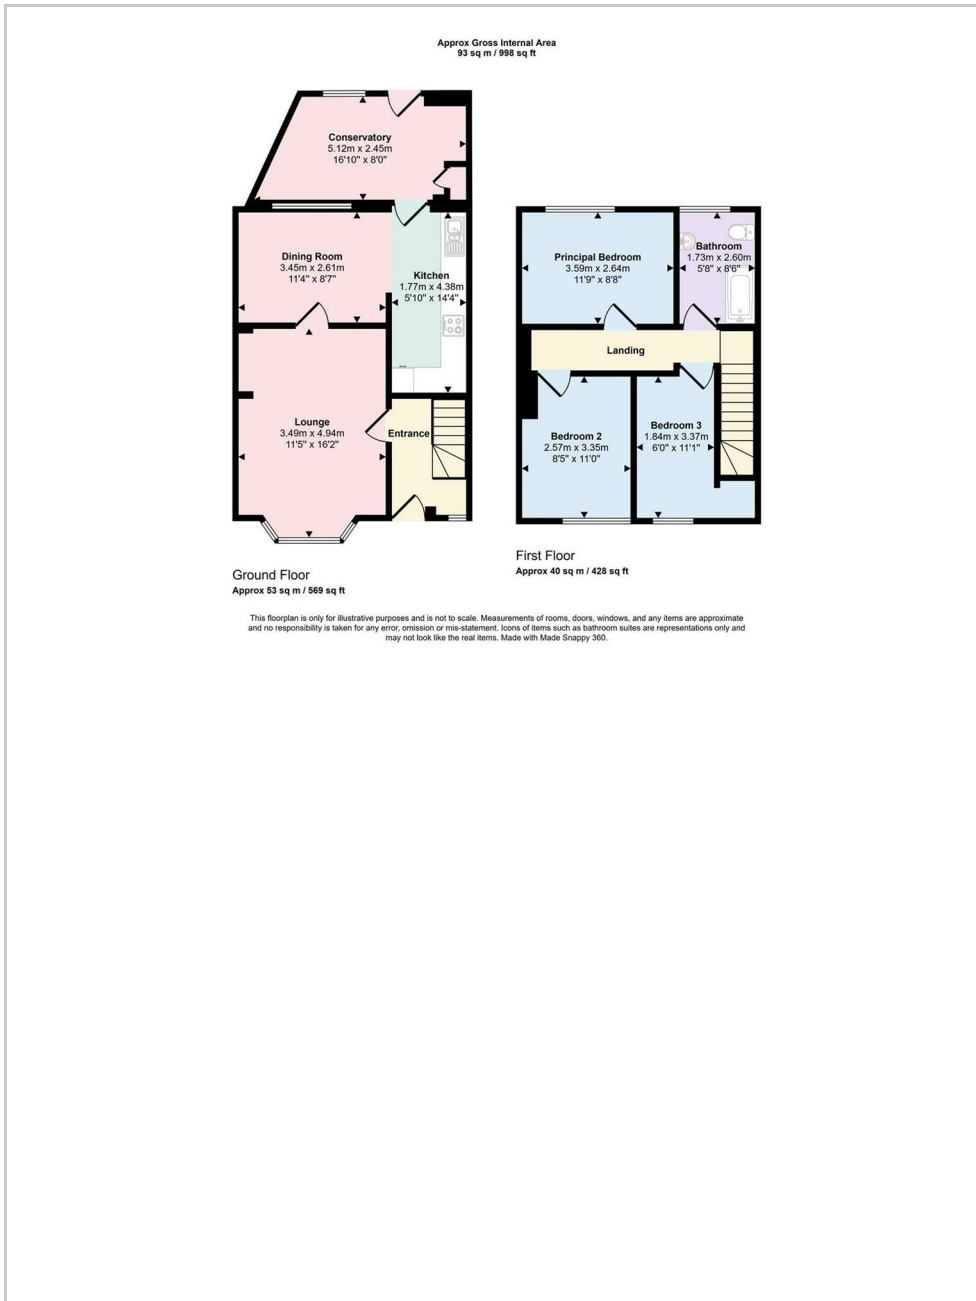 Approx Gross Internal Area
93 sq m / 998 sq ft
Conservatory
5.12m x 2.45m
16'10" x 8'0"
Dining Room
3.45m x 2.61m
11'4" x 8'7"
Kitchen
1.77m x 4.38m
5'10" x 14'4"
Lounge
3.49m x 4.94m
11'5" x 16'2"
Entrance
Ground Floor
Approx 53 sq m / 569 sq ft
Principal Bedroom
3.59m x 2.64m
11'9" x 8'8"
Bathroom
1.73m x 2.60m
5'8" x 8'6"
Landing
Bedroom 2
2.57m x 3.35m
8'5" x 11'0"
Bedroom 3
1.84m x 3.37m
6'0" x 11'1"
First Floor
Approx 40 sq m / 428 sq ft
This floorplan is only for illustrative purposes and is not to scale. Measurements of rooms, doors, windows, and any items are approximate
and no responsibility is taken for any error, omission or mis-statement. Icons of items such as bathroom suites are representations only and
may not look like the real items. Made with Made Snappy 360.